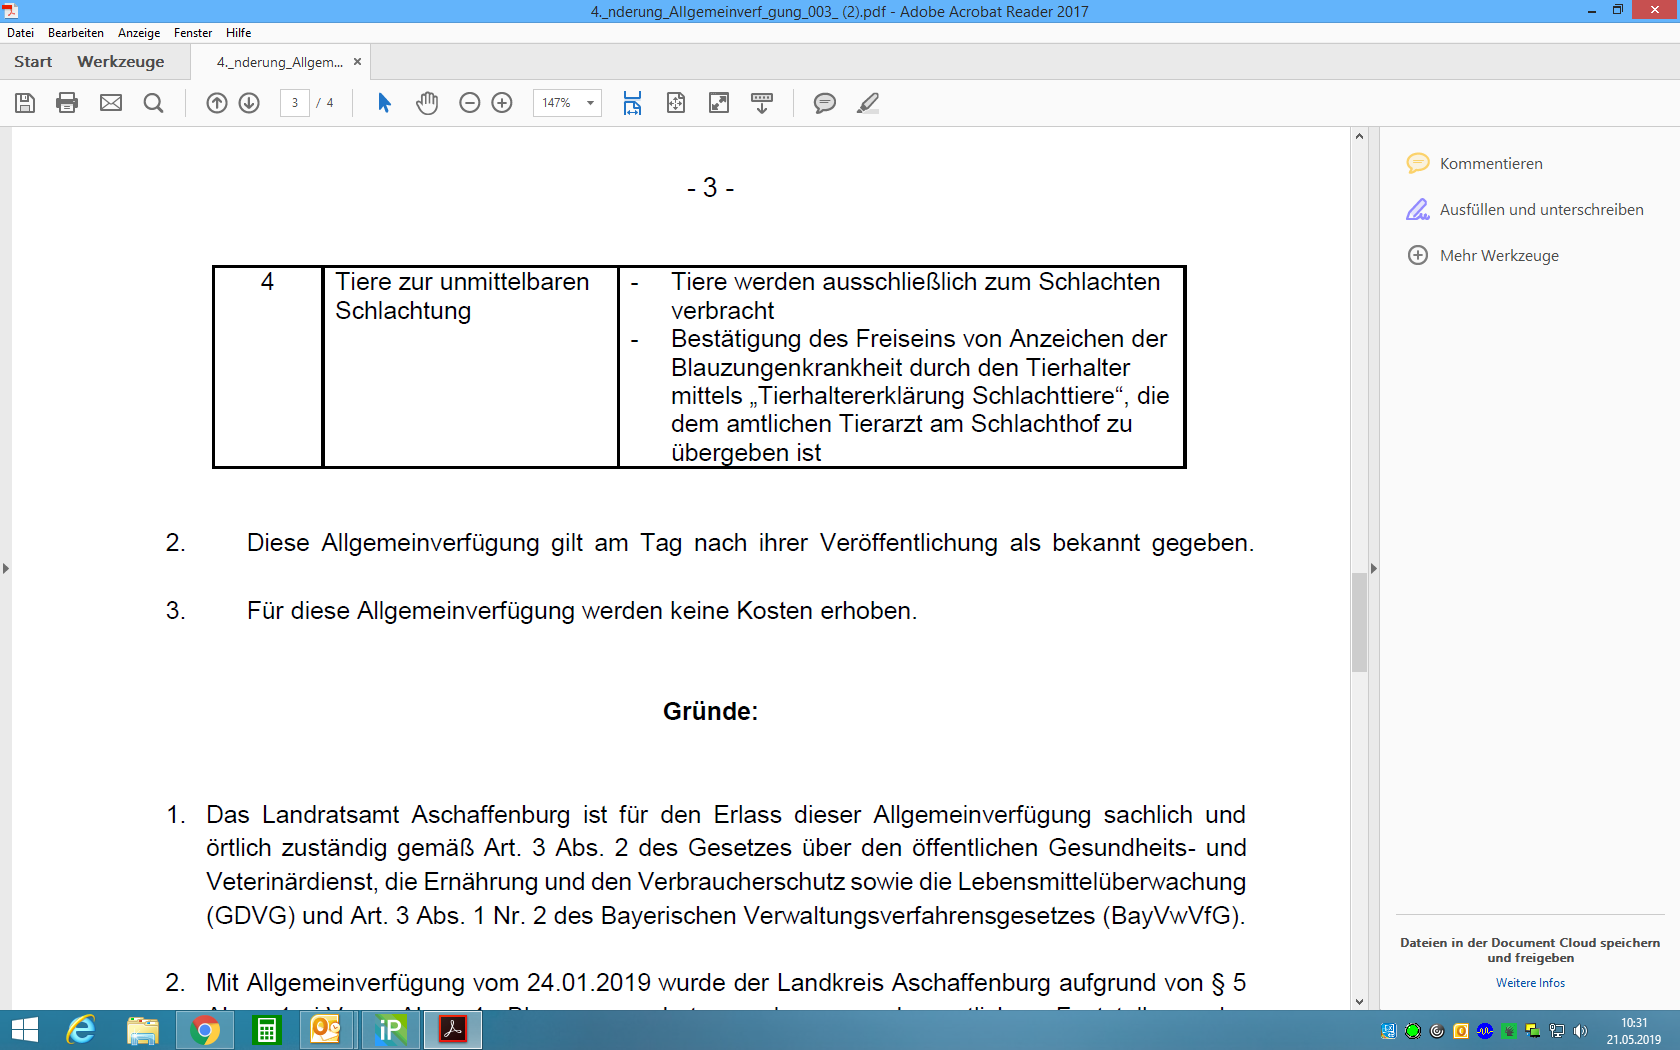 4._nderung_Allgemeinverf_gung_003_ (2).pdf - Adobe Acrobat Reader 2017
Datei Bearbeiten Anzeige Fenster Hilfe
Start Werkzeuge 4._nderung_Allgem... ×
3 / 4 147%
- 3 -
4 Tiere zur unmittelbaren - Tiere werden ausschließlich zum Schlachten
Schlachtung verbracht
- Bestätigung des Freiseins von Anzeichen der
Blauzungenkrankheit durch den Tierhalter
mittels „Tierhaltererklärung Schlachttiere“, die
dem amtlichen Tierarzt am Schlachthof zu
übergeben ist
2. Diese Allgemeinverfügung gilt am Tag nach ihrer Veröffentlichung als bekannt gegeben.
3. Für diese Allgemeinverfügung werden keine Kosten erhoben.
Gründe:
1. Das Landratsamt Aschaffenburg ist für den Erlass dieser Allgemeinverfügung sachlich und
örtlich zuständig gemäß Art. 3 Abs. 2 des Gesetzes über den öffentlichen Gesundheits- und
Veterinärdienst, die Ernährung und den Verbraucherschutz sowie die Lebensmittelüberwachung
(GDVG) und Art. 3 Abs. 1 Nr. 2 des Bayerischen Verwaltungsverfahrensgesetzes (BayVwVfG).
2. Mit Allgemeinverfügung vom 24.01.2019 wurde der Landkreis Aschaffenburg aufgrund von § 5
Kommentieren
Ausfüllen und unterschreiben
Mehr Werkzeuge
Dateien in der Document Cloud speichern
und freigeben
Weitere Infos
iP
10:31
21.05.2019